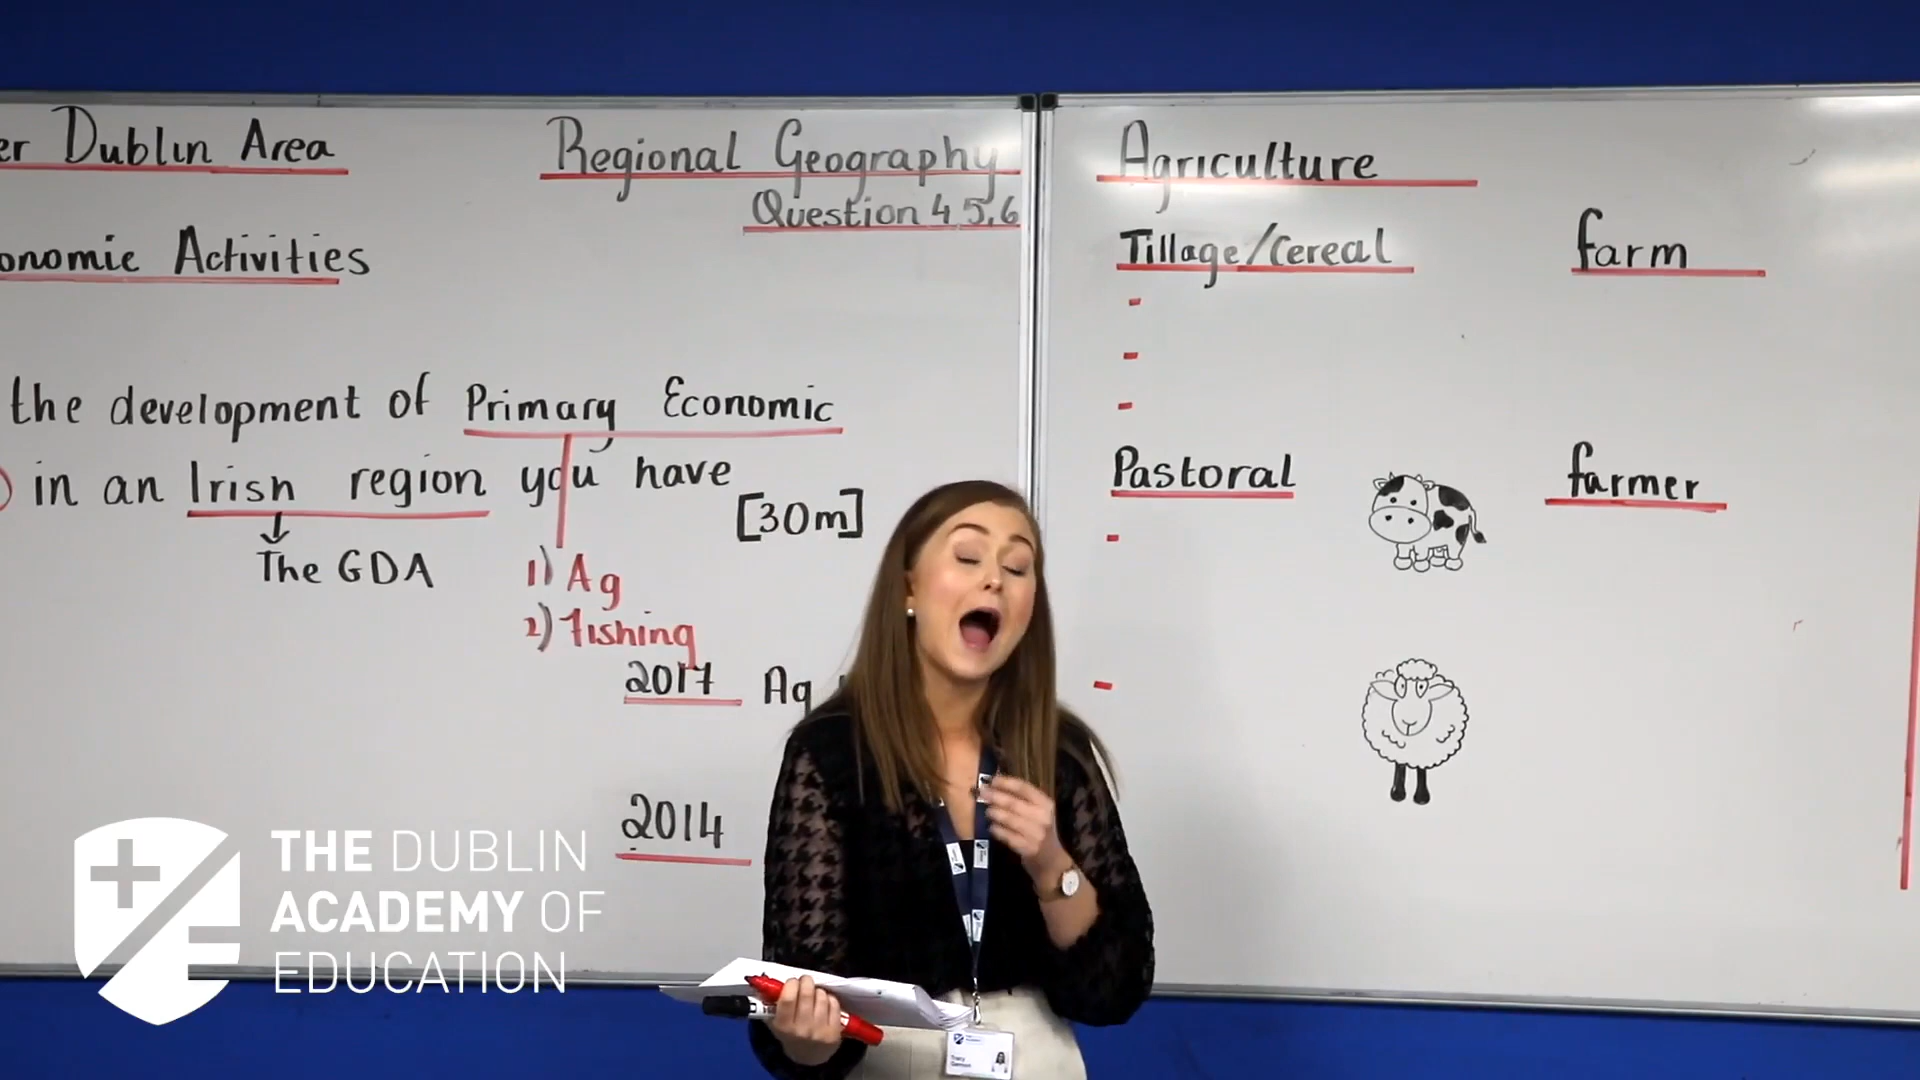 er Dublin Area
Regional Geography
Question 4 5,6
onomic Activities
the development of Primary Economic
in an Irish region you have
[30m]
The GDA
1) Ag
2) Fishing
2017 Ag
2014
Agriculture
Tillage/Cereal
farm
Pastoral
farmer
THE DUBLIN
ACADEMY OF
EDUCATION
Tracy